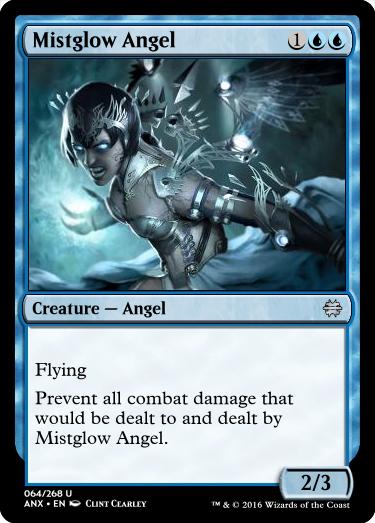 Mistglow Angel 1
Creature — Angel
Flying
Prevent all combat damage that
would be dealt to and dealt by
Mistglow Angel.
2/3
064/268 U
ANX • EN CLINT CEARLEY
™ & © 2016 Wizards of the Coast